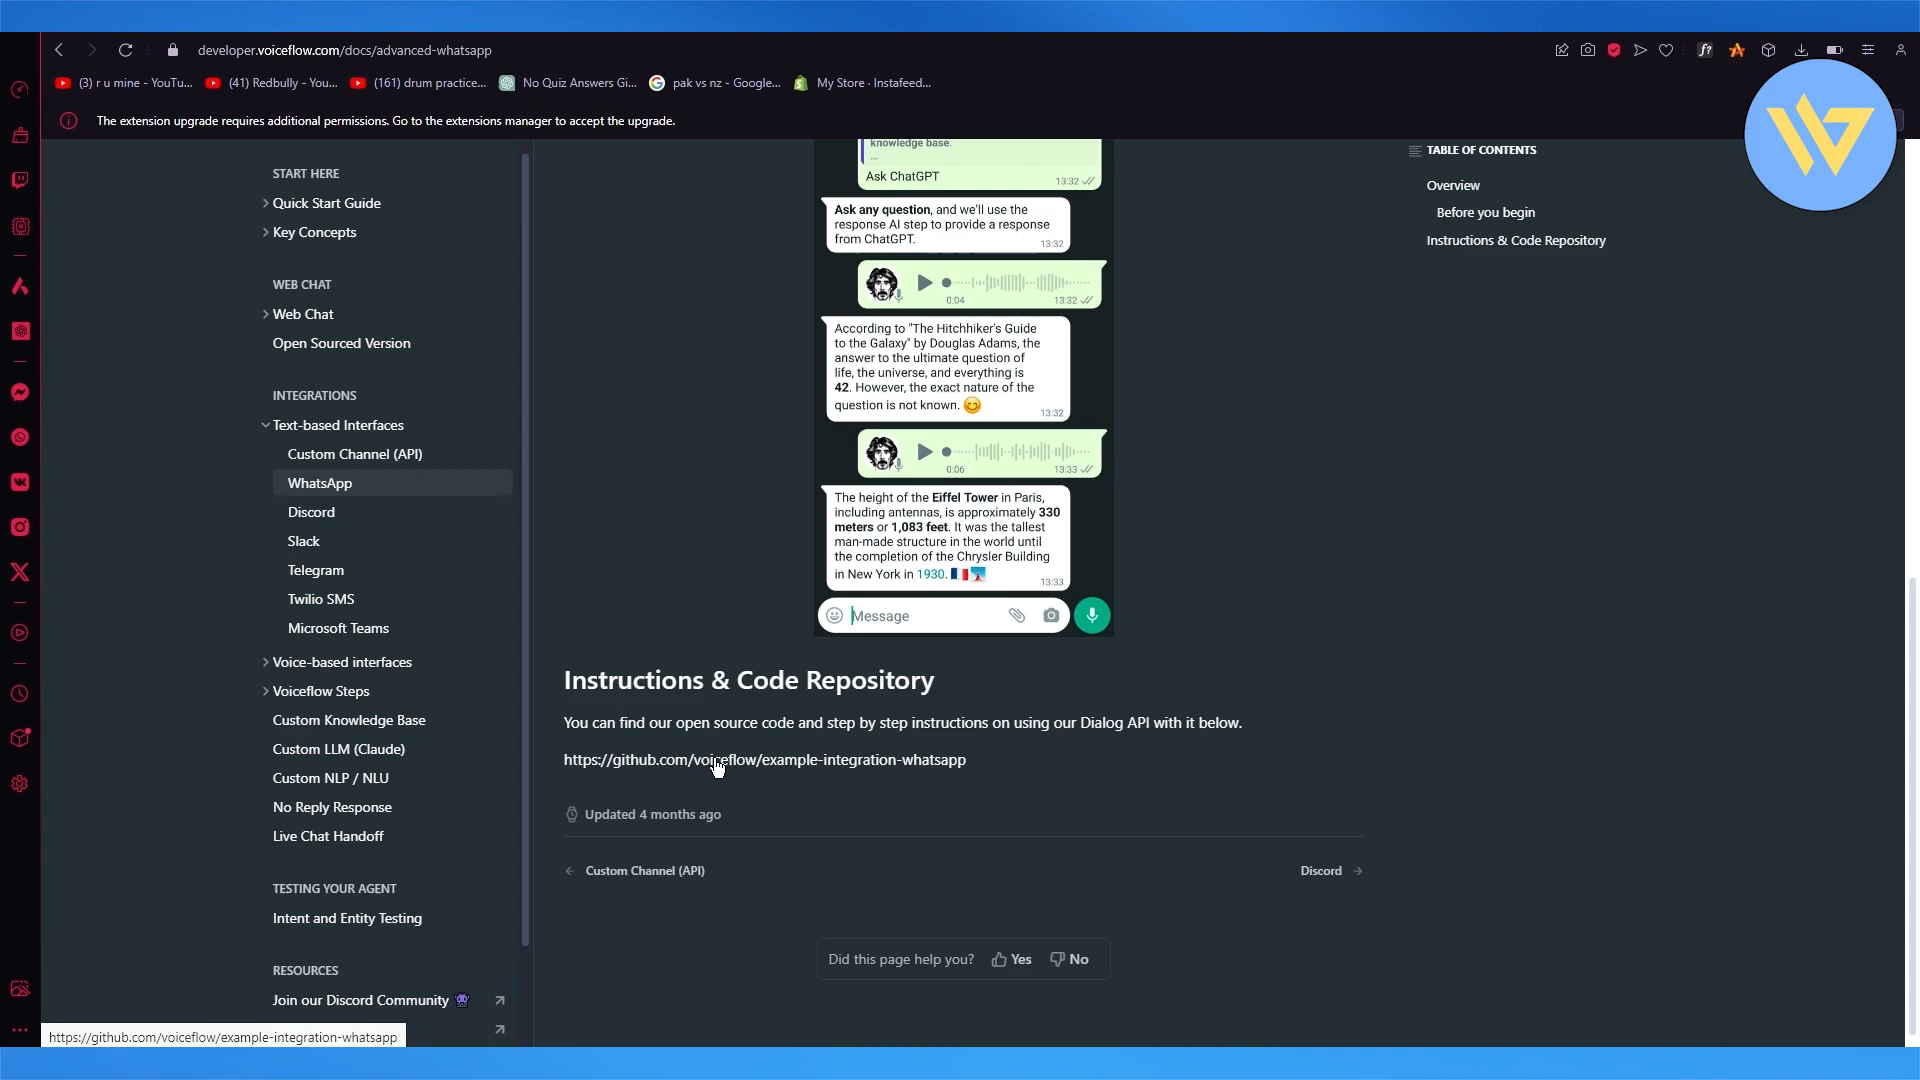 developer.voiceflow.com/docs/advanced-whatsapp
(3) r u mine - YouTu...
(41) Redbully - You...
(161) drum practice...
No Quiz Answers Gi...
pak vs nz - Google...
My Store · Instafeed...
The extension upgrade requires additional permissions. Go to the extensions manager to accept the upgrade.
START HERE
Quick Start Guide
Key Concepts
WEB CHAT
Web Chat
Open Sourced Version
INTEGRATIONS
Text-based Interfaces
Custom Channel (API)
WhatsApp
Discord
Slack
Telegram
Twilio SMS
Microsoft Teams
Voice-based interfaces
Voiceflow Steps
Custom Knowledge Base
Custom LLM (Claude)
Custom NLP / NLU
No Reply Response
Live Chat Handoff
TESTING YOUR AGENT
Intent and Entity Testing
RESOURCES
Join our Discord Community
https://github.com/voiceflow/example-integration-whatsapp
knowledge base.
...
Ask ChatGPT
13:32
Ask any question, and we'll use the
response AI step to provide a response
from ChatGPT.
13:32
0:04
13:32
According to "The Hitchhiker's Guide
to the Galaxy" by Douglas Adams, the
answer to the ultimate question of
life, the universe, and everything is
42. However, the exact nature of the
question is not known. 😊
13:32
0:06
13:33
The height of the Eiffel Tower in Paris,
including antennas, is approximately 330
meters or 1,083 feet. It was the tallest
man-made structure in the world until
the completion of the Chrysler Building
in New York in 1930.
13:33
Message
Instructions & Code Repository
You can find our open source code and step by step instructions on using our Dialog API with it below.
https://github.com/voiceflow/example-integration-whatsapp
Updated 4 months ago
Custom Channel (API)
Discord
Did this page help you?
Yes
No
TABLE OF CONTENTS
Overview
Before you begin
Instructions & Code Repository